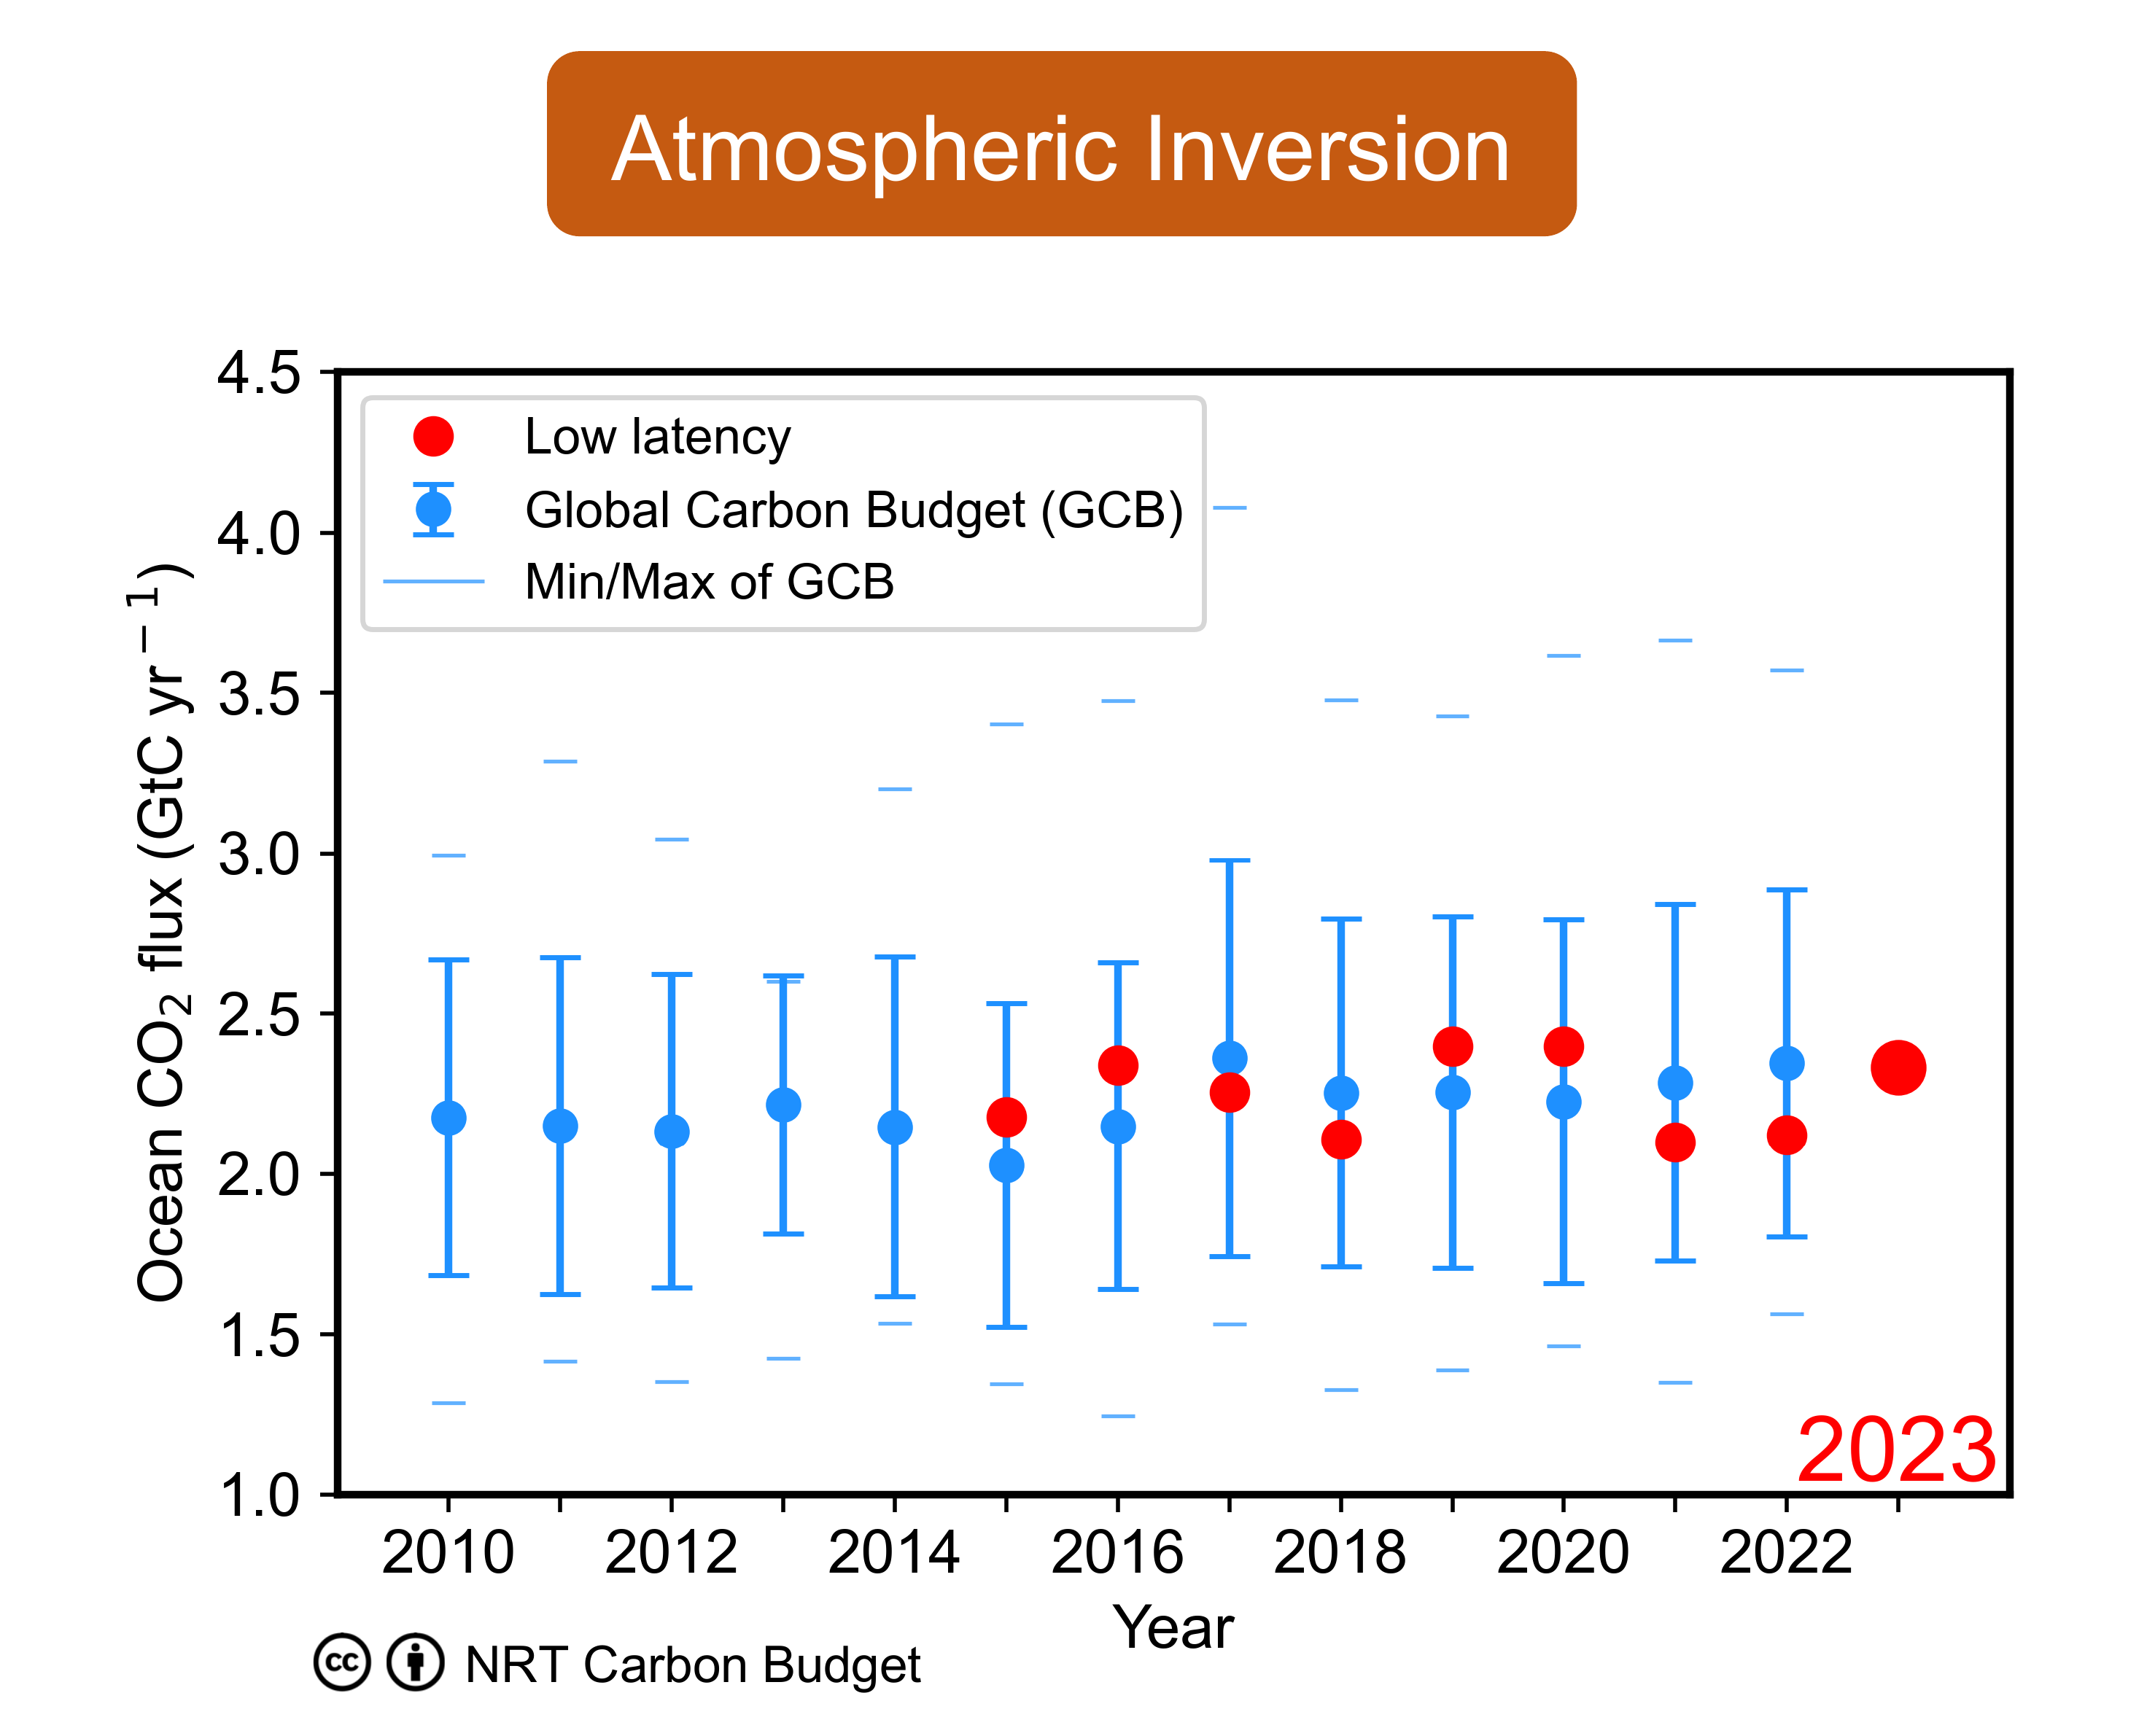 Atmospheric Inversion
4.5
4.0
3.5
3.0
2.5
2.0
1.5
1.0
Ocean CO₂ flux (GtC yr⁻¹)
Low latency
Global Carbon Budget (GCB)
Min/Max of GCB
2023
2010 2012 2014 2016 2018 2020 2022
Year
cc NRT Carbon Budget